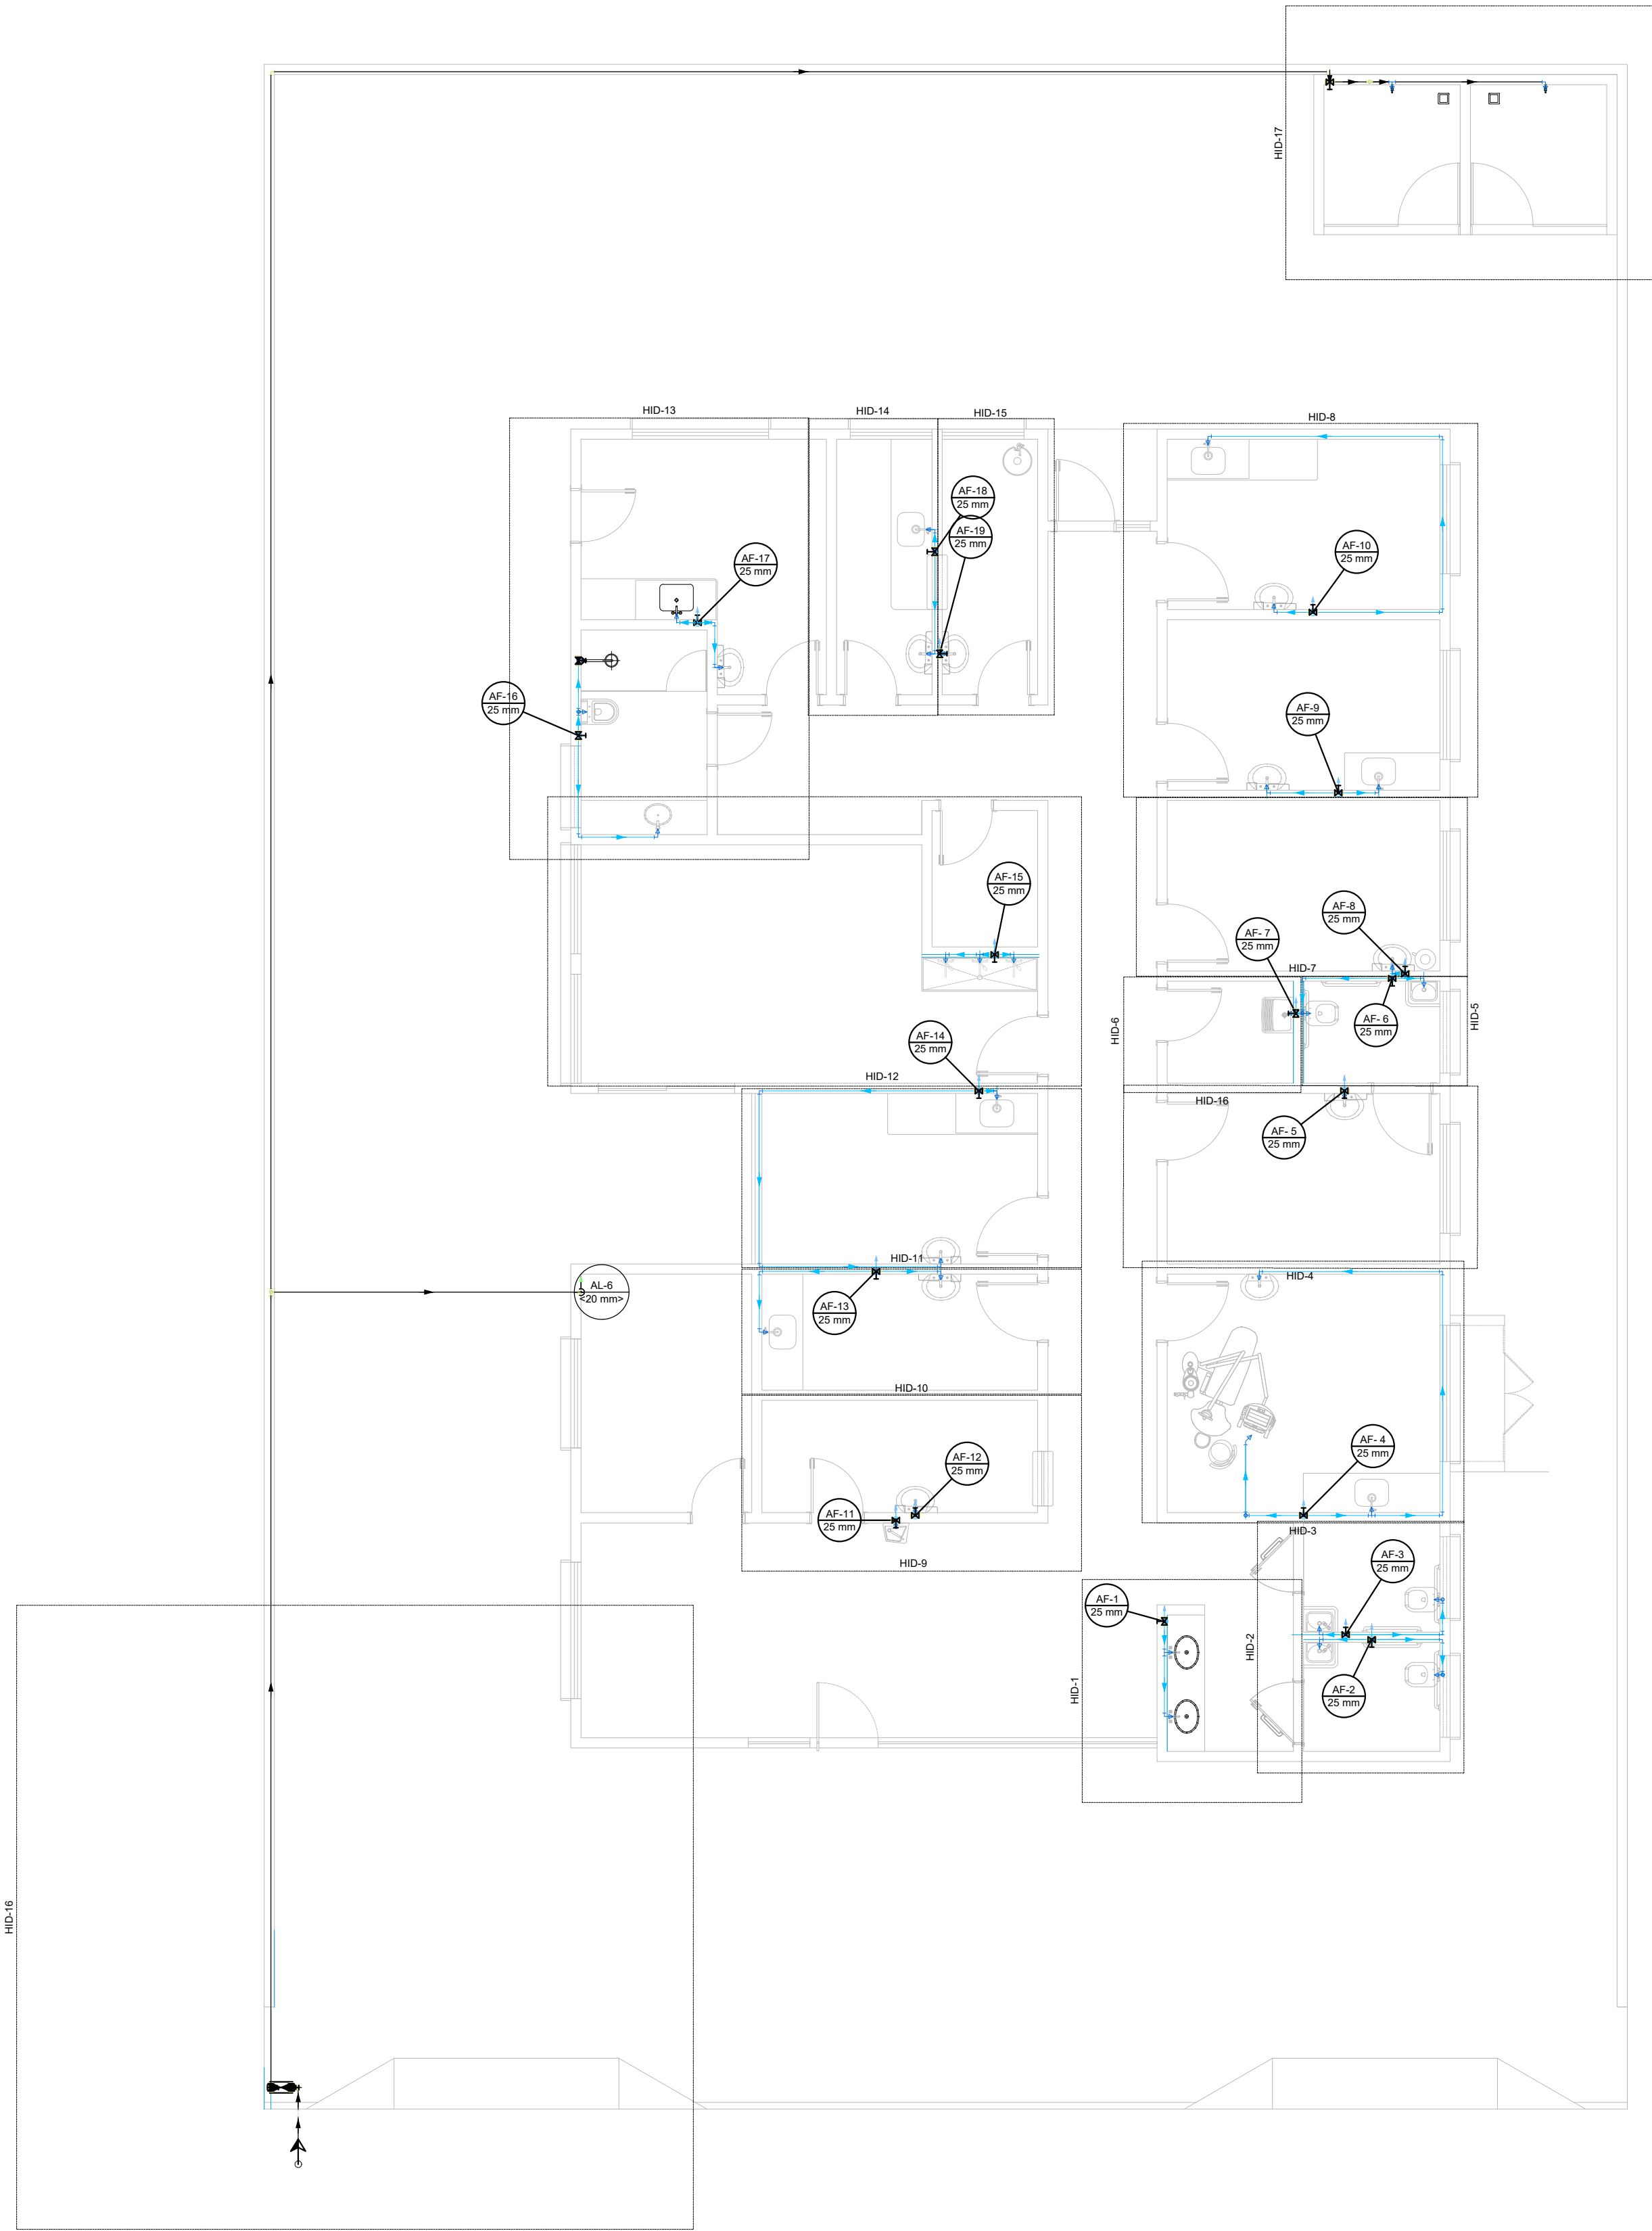 HID-17
HID-13
HID-14
HID-15
HID-8
AF-18
25 mm
AF-19
25 mm
AF-17
25 mm
AF-10
25 mm
AF-16
25 mm
AF-9
25 mm
AF-15
25 mm
AF-8
25 mm
AF- 7
25 mm
HID-7
AF- 6
25 mm
HID-5
HID-6
AF-14
25 mm
HID-12
HID-16
AF- 5
25 mm
HID-11
HID-4
AL-6
<20 mm>
AF-13
25 mm
HID-10
AF- 4
25 mm
AF-12
25 mm
AF-11
25 mm
HID-9
HID-3
AF-3
25 mm
AF-1
25 mm
HID-2
HID-1
AF-2
25 mm
HID-16